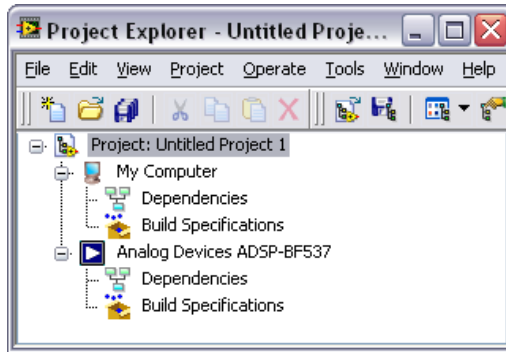 Project Explorer - Untitled Proje...
File Edit View Project Operate Tools Window Help
Project: Untitled Project 1
My Computer
Dependencies
Build Specifications
Analog Devices ADSP-BF537
Dependencies
Build Specifications